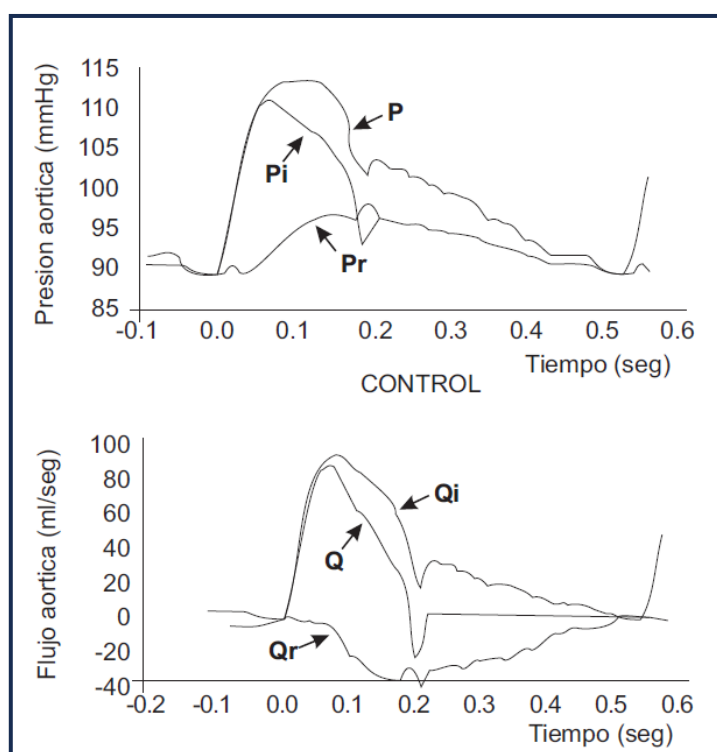 Presion aortica (mmHg)
115
110
105
100
95
90
85
P
Pi
Pr
-0.1 0.0 0.1 0.2 0.3 0.4 0.5 0.6
Tiempo (seg)
CONTROL
Flujo aortica (ml/seg)
100
80
60
40
20
0
-20
-40
Qi
Q
Qr
-0.2 -0.1 0.0 0.1 0.2 0.3 0.4 0.5 0.6
Tiempo (seg)